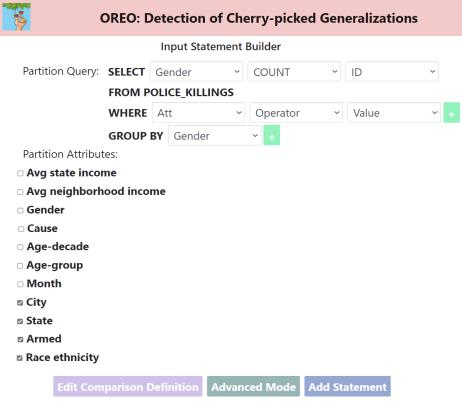 OREO: Detection of Cherry-picked Generalizations
Input Statement Builder
Partition Query: SELECT Gender COUNT ID
FROM POLICE_KILLINGS
WHERE Att Operator Value +
GROUP BY Gender +
Partition Attributes:
Avg state income
Avg neighborhood income
Gender
Cause
Age-decade
Age-group
Month
City
State
Armed
Race ethnicity
Edit Comparison Definition Advanced Mode Add Statement